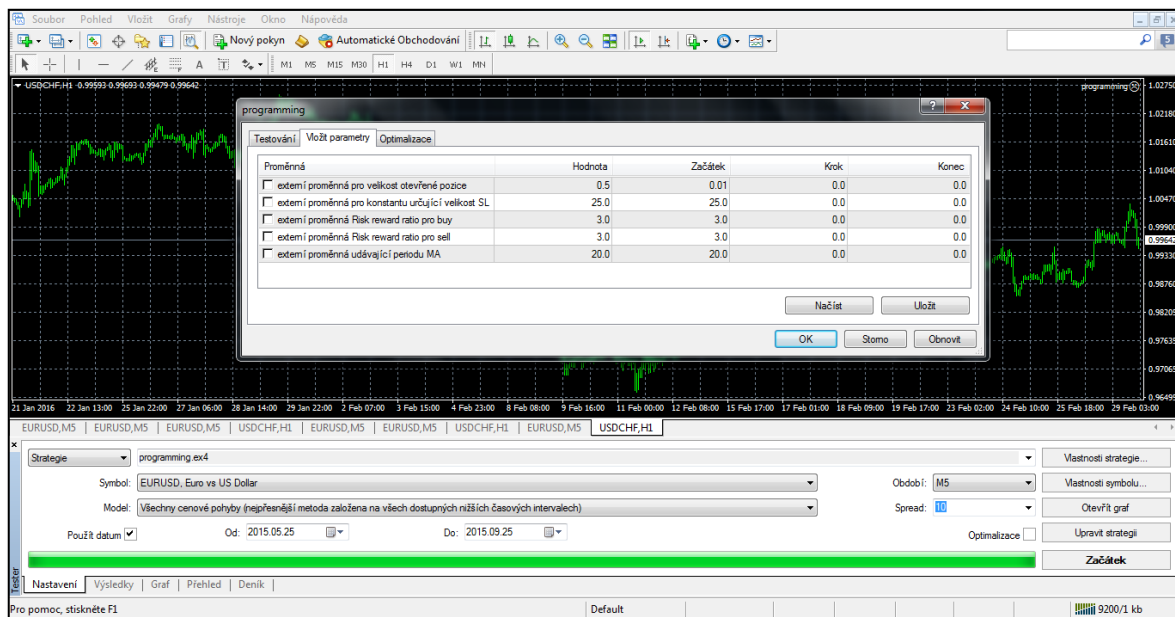 Soubor Pohled Vložit Grafy Nástroje Okno Nápověda
Nový pokyn Automatické Obchodování
A T M1 M5 M15 M30 H1 H4 D1 W1 MN
USDCHF,H1 0.99593 0.99693 0.99479 0.99642
programming
1.02750
1.02180
1.01610
1.01040
1.00470
0.99642
0.99330
0.98760
0.98205
0.97635
0.97065
0.96495
programming
Testování Vložit parametry Optimalizace
Proměnná Hodnota Začátek Krok Konec
externí proměnná pro velikost otevřené pozice 0.5 0.01 0.0 0.0
externí proměnná pro konstantu určující velikost SL 25.0 25.0 0.0 0.0
externí proměnná Risk reward ratio pro buy 3.0 3.0 0.0 0.0
externí proměnná Risk reward ratio pro sell 3.0 3.0 0.0 0.0
externí proměnná udávající periodu MA 20.0 20.0 0.0 0.0
Načíst Uložit
OK Storno Obnovit
21 Jan 2016 22 Jan 13:00 25 Jan 22:00 27 Jan 06:00 28 Jan 14:00 29 Jan 22:00 2 Feb 07:00 3 Feb 15:00 4 Feb 23:00 8 Feb 08:00 9 Feb 16:00 11 Feb 00:00 12 Feb 08:00 15 Feb 17:00 17 Feb 01:00 18 Feb 09:00 19 Feb 17:00 23 Feb 02:00 24 Feb 10:00 25 Feb 18:00 29 Feb 03:00
EURUSD,M5 | EURUSD,M5 | EURUSD,M5 | USDCHF,H1 | EURUSD,M5 | EURUSD,M5 | USDCHF,H1 | EURUSD,M5 | USDCHF,H1
Strategie programming.ex4 Vlastnosti strategie...
Symbol: EURUSD, Euro vs US Dollar Období: M5 Vlastnosti symbolu...
Model: Všechny cenové pohyby (nejpřesnější metoda založena na všech dostupných nižších časových intervalech) Spread: 10 Otevřít graf
Použít datum Od: 2015.05.25 Do: 2015.09.25 Optimalizace Upravit strategii
Začátek
Tester
Nastavení Výsledky | Graf | Přehled | Deník |
Pro pomoc, stiskněte F1 Default 9200/1 kb